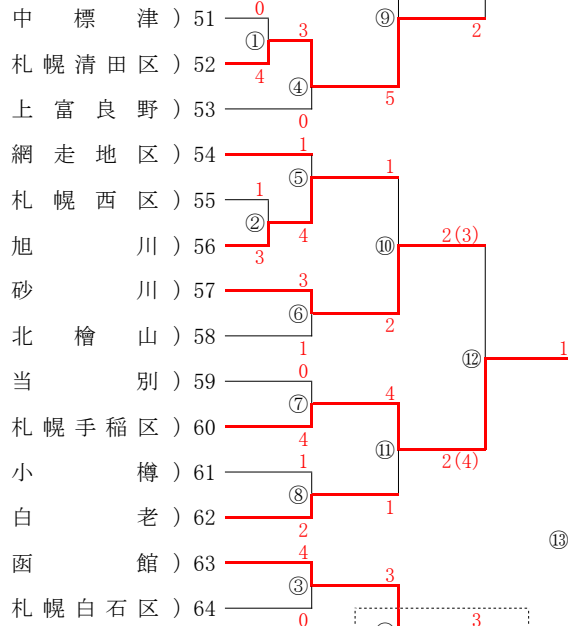 0
中標津)51 ⑨
① 3 2
札幌清田区)52
4 ④
5
上富良野)53
0
網走地区)54 1
⑤ 1
札幌西区)55 1
②
4
旭川)56 ⑩ 2(3)
3
砂川)57 3
⑥
2
北檜山)58
1 ⑫ 1
当別)59 0
⑦ 4
札幌手稲区)60
4 ⑪
小樽)61 1 2(4)
⑧
1
白老)62
2
⑬
函館)63 4
③ 3
札幌白石区)64
0 3